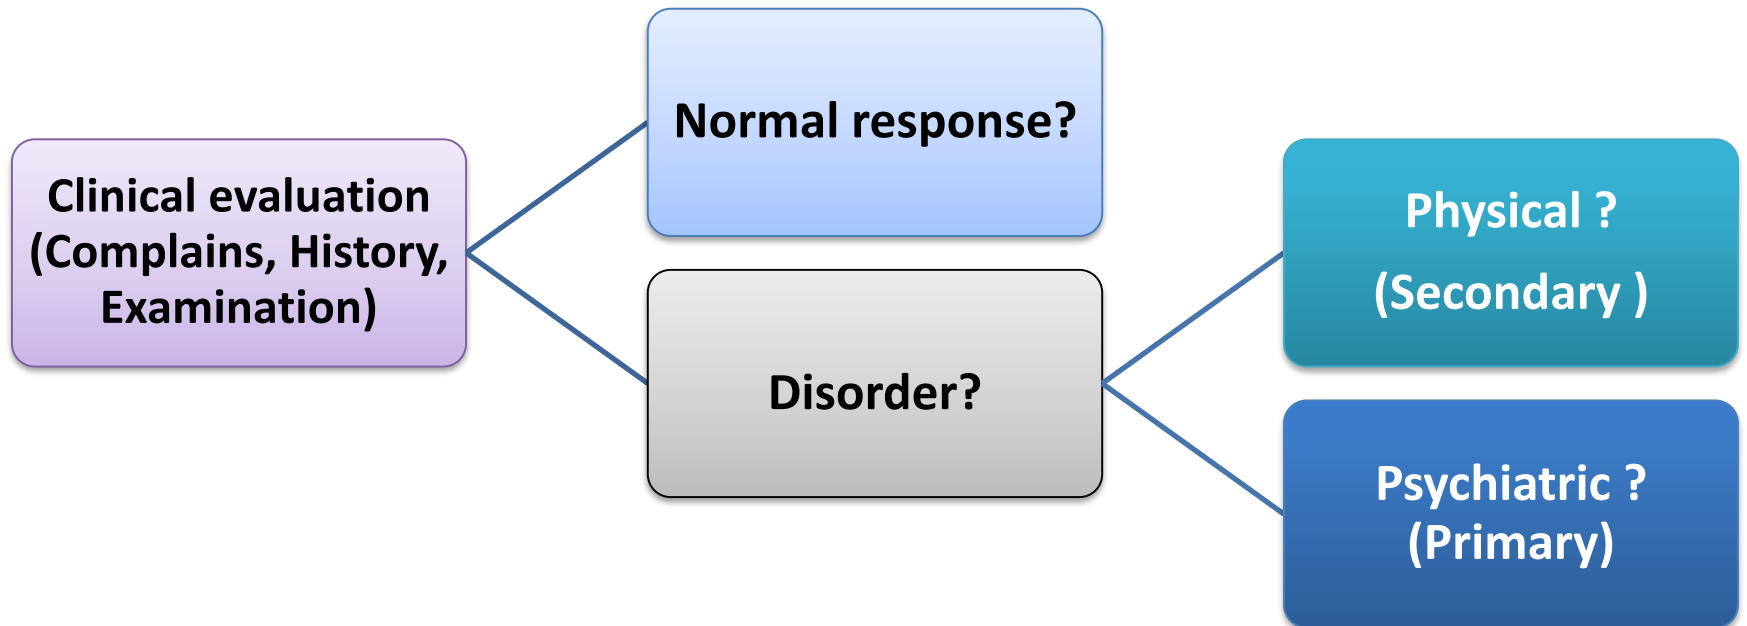 Clinical evaluation
(Complains, History,
Examination)
Normal response?
Disorder?
Physical ?
(Secondary )
Psychiatric ?
(Primary)